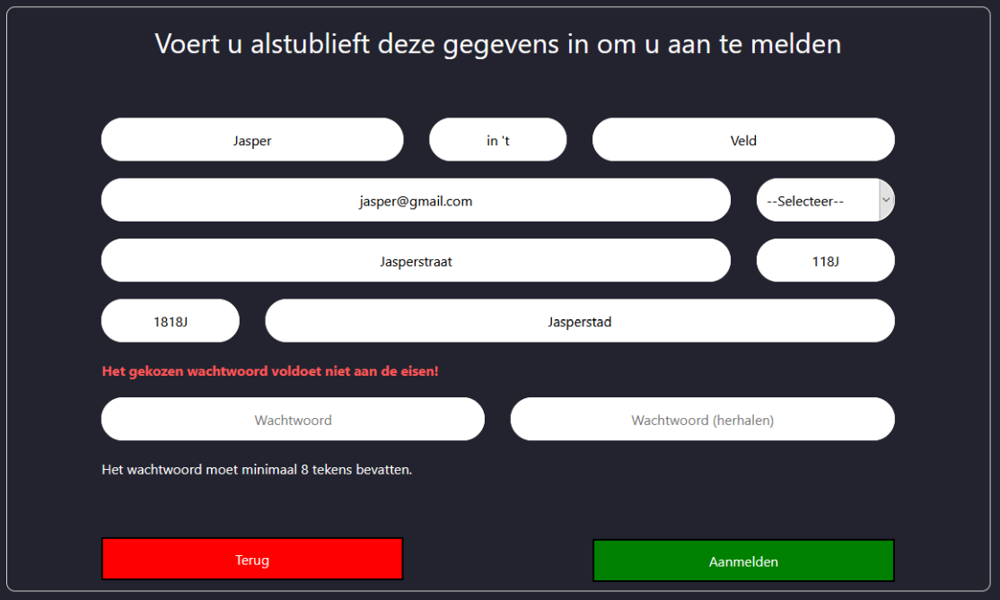 Voert u alstublieft deze gegevens in om u aan te melden
Jasper in 't Veld
jasper@gmail.com --Selecteer--
Jasperstraat 118J
1818J Jasperstad
Het gekozen wachtwoord voldoet niet aan de eisen!
Wachtwoord Wachtwoord (herhalen)
Het wachtwoord moet minimaal 8 tekens bevatten.
Terug Aanmelden